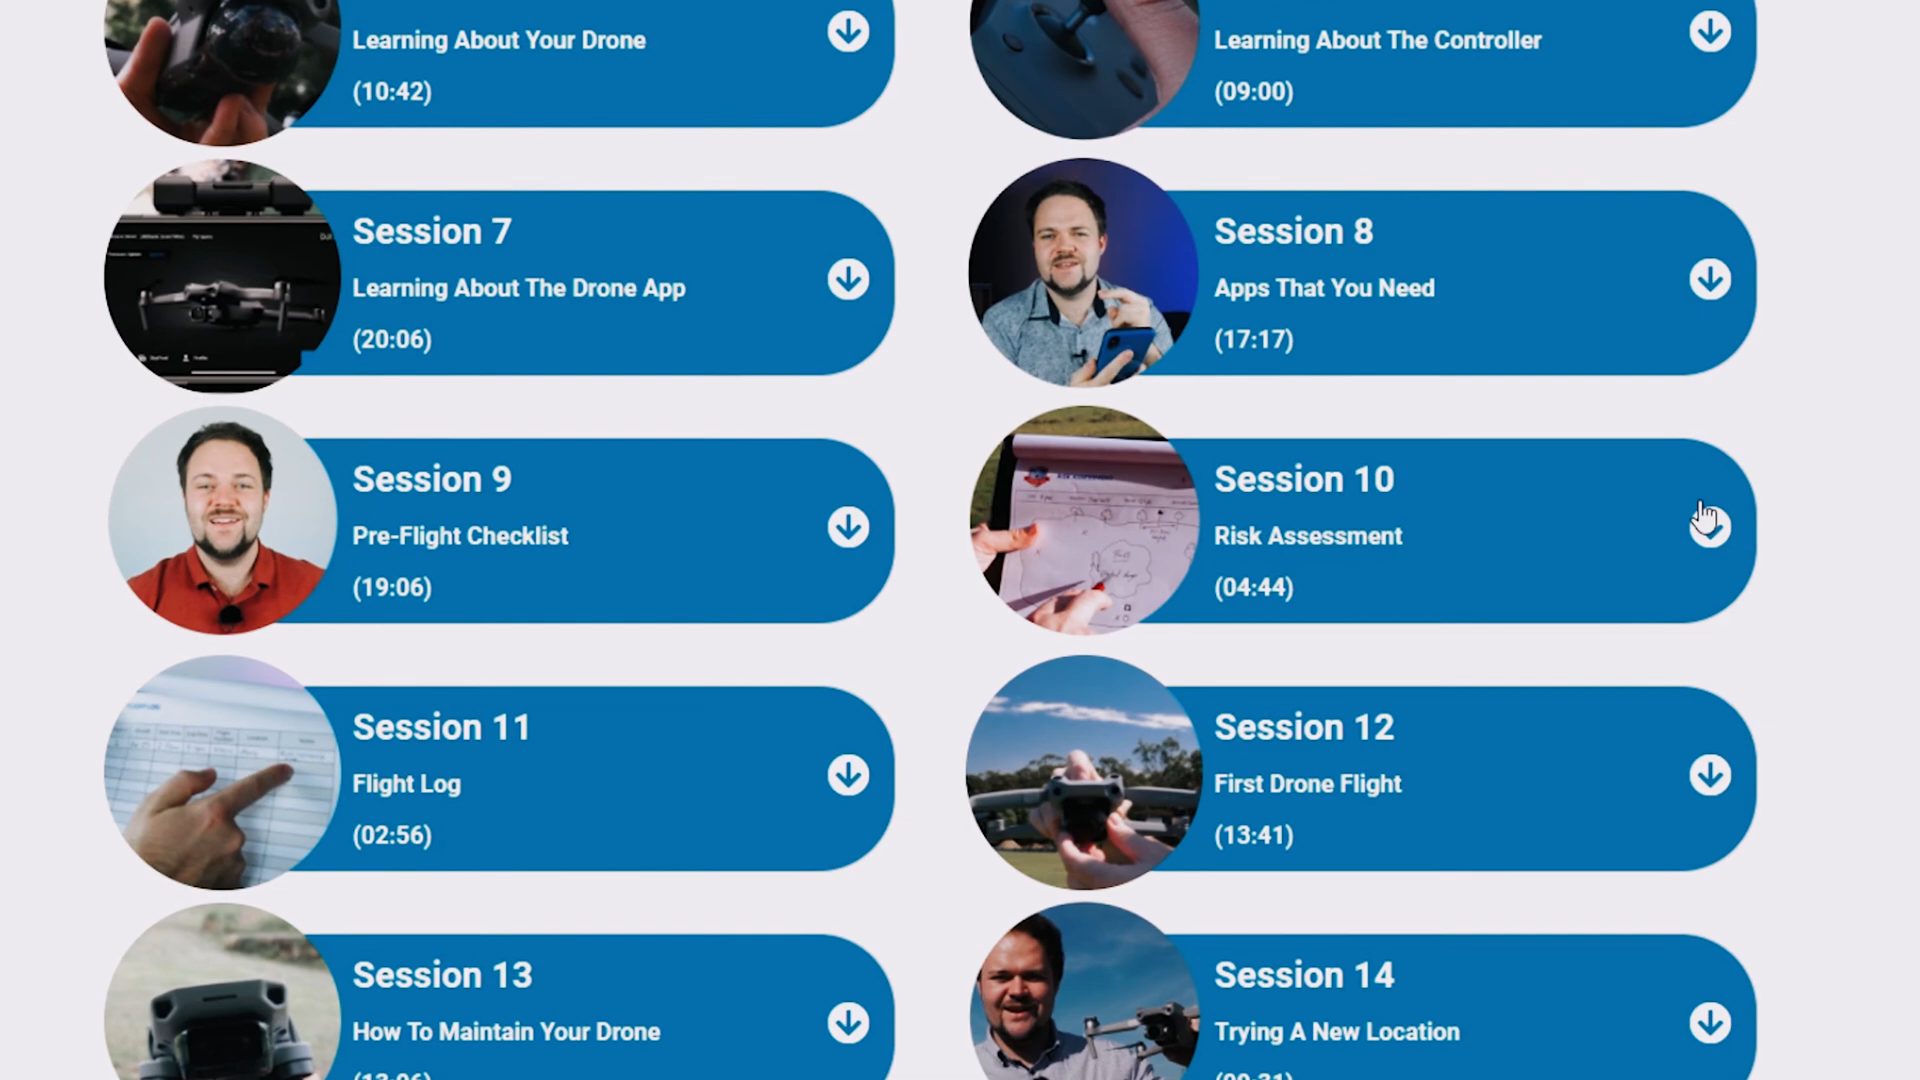 Learning About Your Drone
(10:42)
Learning About The Controller
(09:00)
Session 7
Learning About The Drone App
(20:06)
Session 8
Apps That You Need
(17:17)
Session 9
Pre-Flight Checklist
(19:06)
Session 10
Risk Assessment
(04:44)
Session 11
Flight Log
(02:56)
Session 12
First Drone Flight
(13:41)
Session 13
How To Maintain Your Drone
Session 14
Trying A New Location